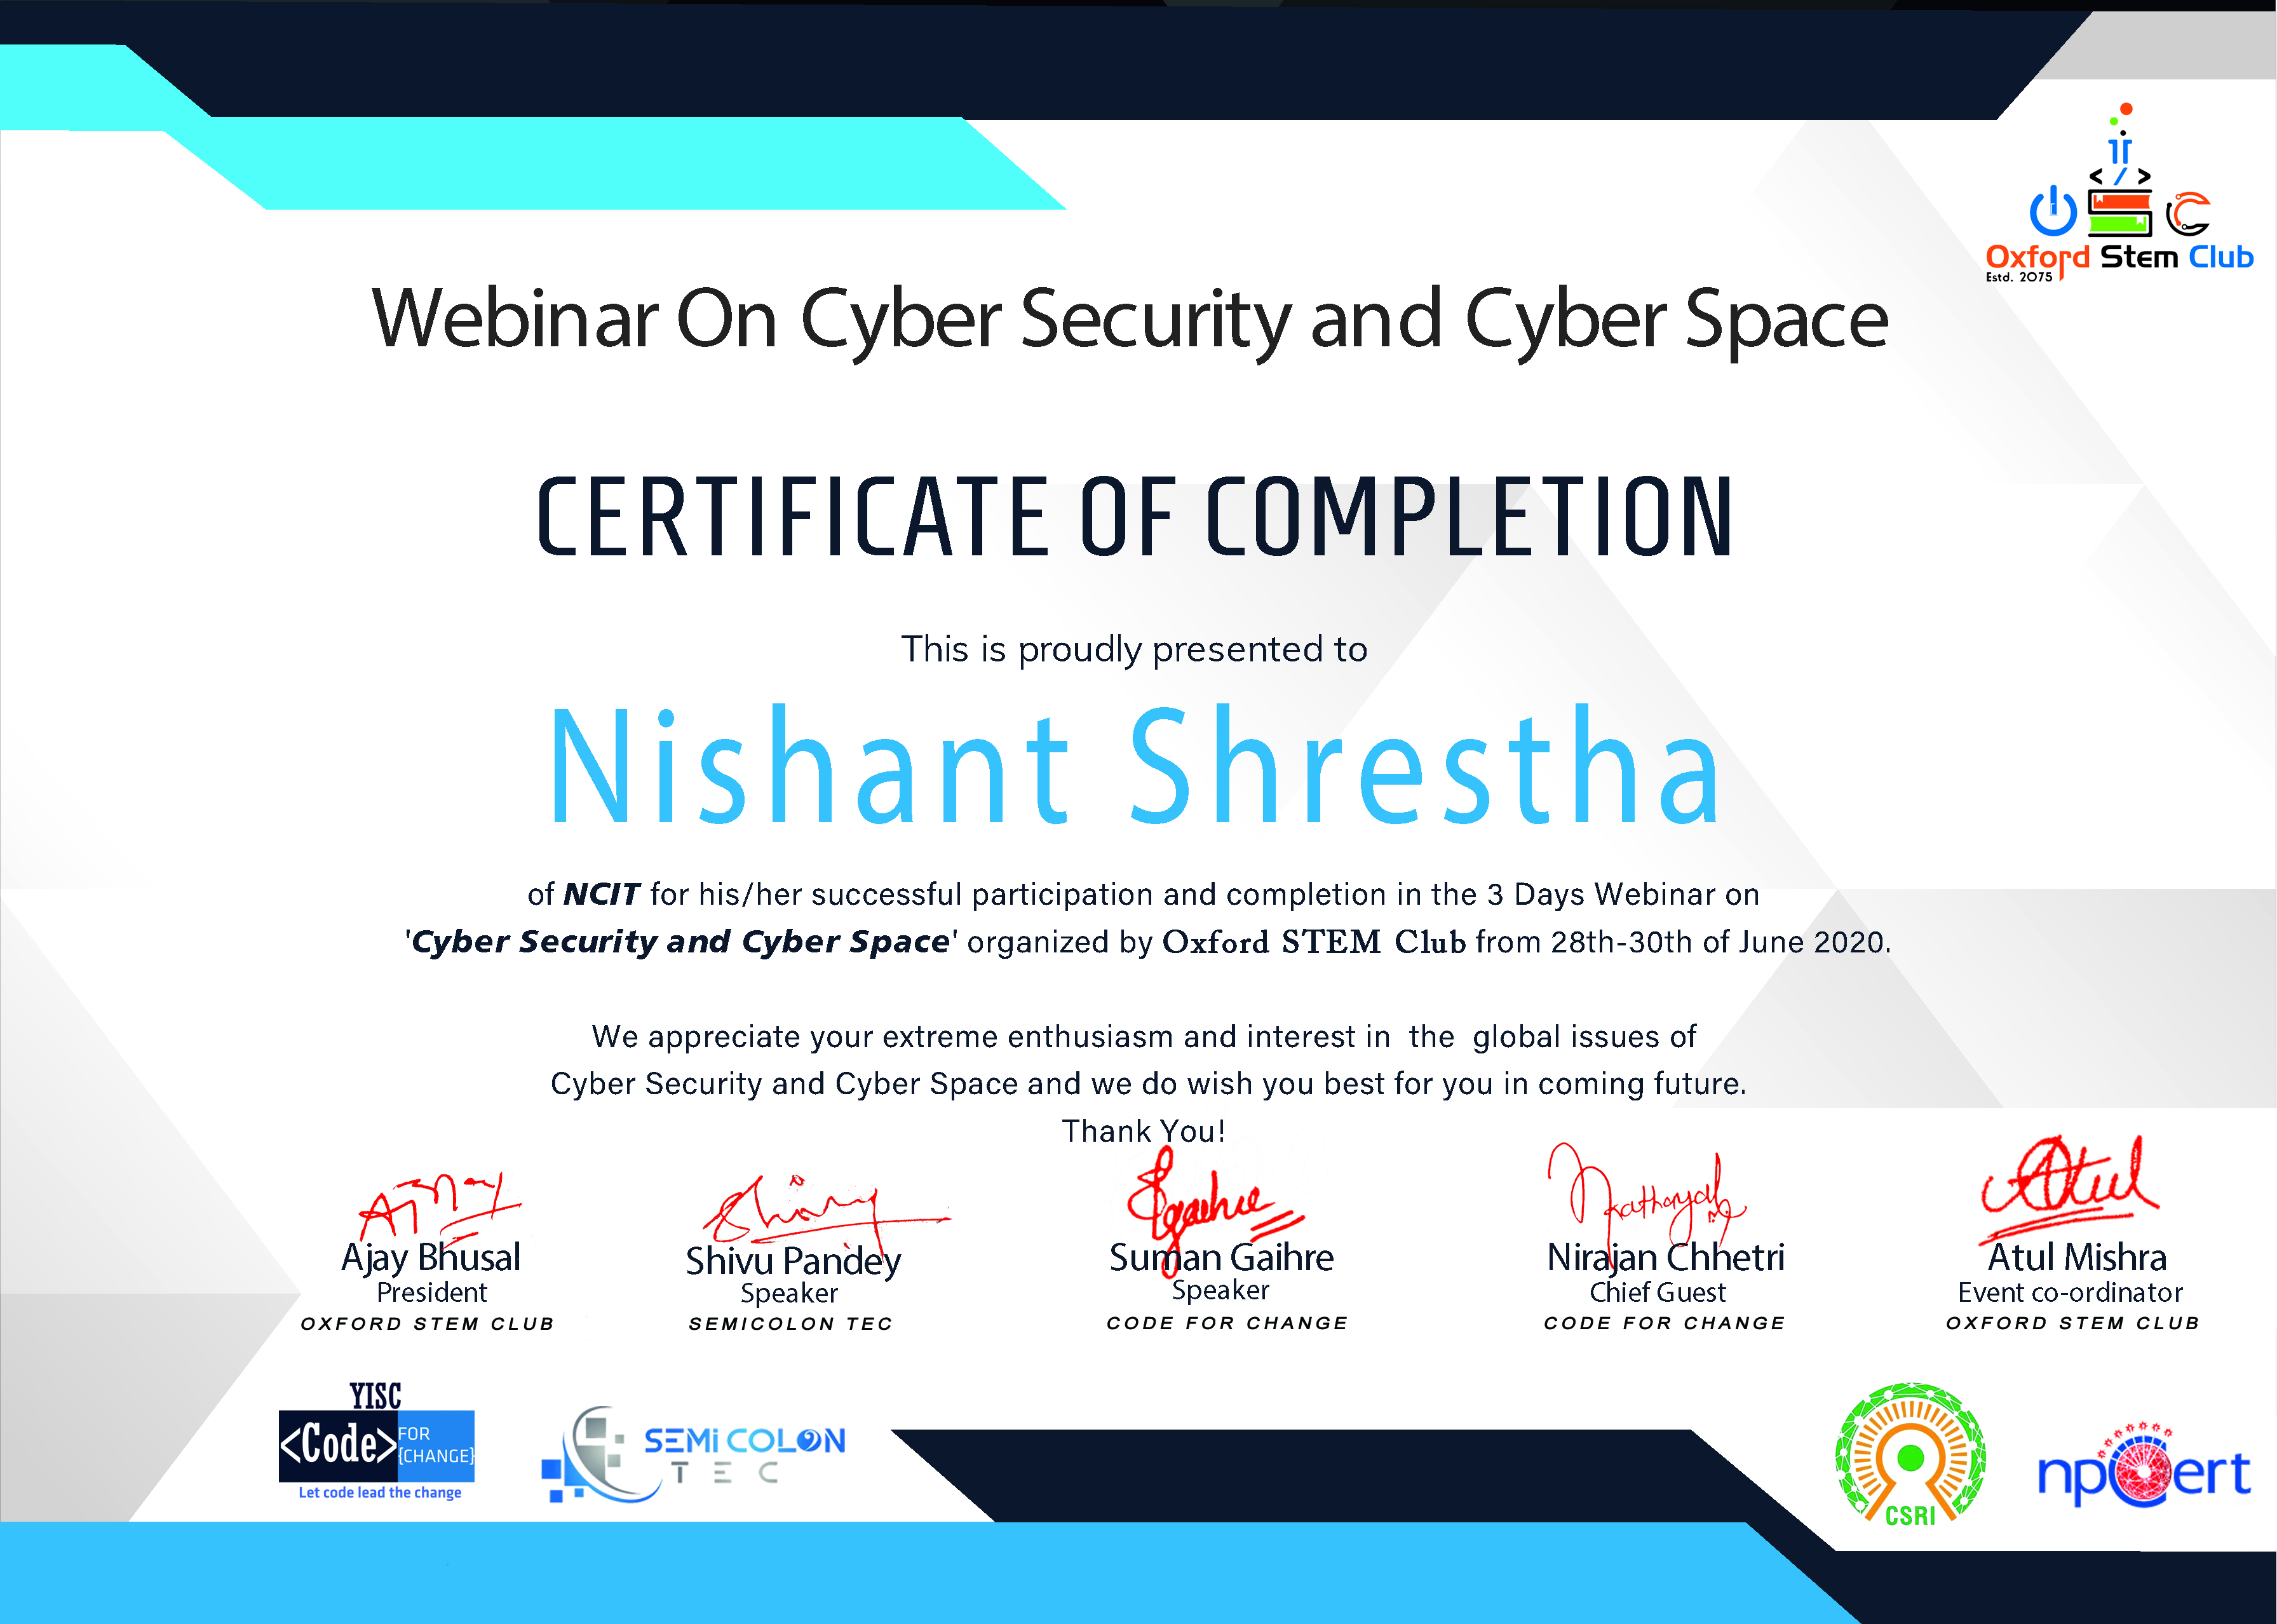 Oxford Stem Club
Estd. 2075
Webinar On Cyber Security and Cyber Space
CERTIFICATE OF COMPLETION
This is proudly presented to
Nishant Shrestha
of NCIT for his/her successful participation and completion in the 3 Days Webinar on
'Cyber Security and Cyber Space' organized by Oxford STEM Club from 28th-30th of June 2020.
We appreciate your extreme enthusiasm and interest in the global issues of
Cyber Security and Cyber Space and we do wish you best for you in coming future.
Thank You!
Ajay Bhusal
President
OXFORD STEM CLUB
Shivu Pandey
Speaker
SEMICOLON TEC
Suman Gaihre
Speaker
CODE FOR CHANGE
Nirajan Chhetri
Chief Guest
CODE FOR CHANGE
Atul
Atul Mishra
Event co-ordinator
OXFORD STEM CLUB
YISC
<Code> FOR
{CHANGE}
Let code lead the change
SEMiCOLON
TEC
CSRI
npCert